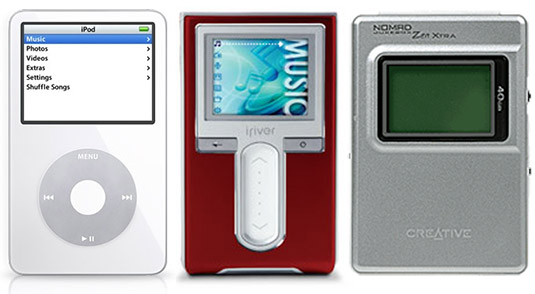 iPod
Music
Photos
Videos
Extras
Settings
Shuffle Songs
MENU
MUSIC
iriver
NOMAD
JUKEBOX Zen Xtra
40GB
CREATIVE